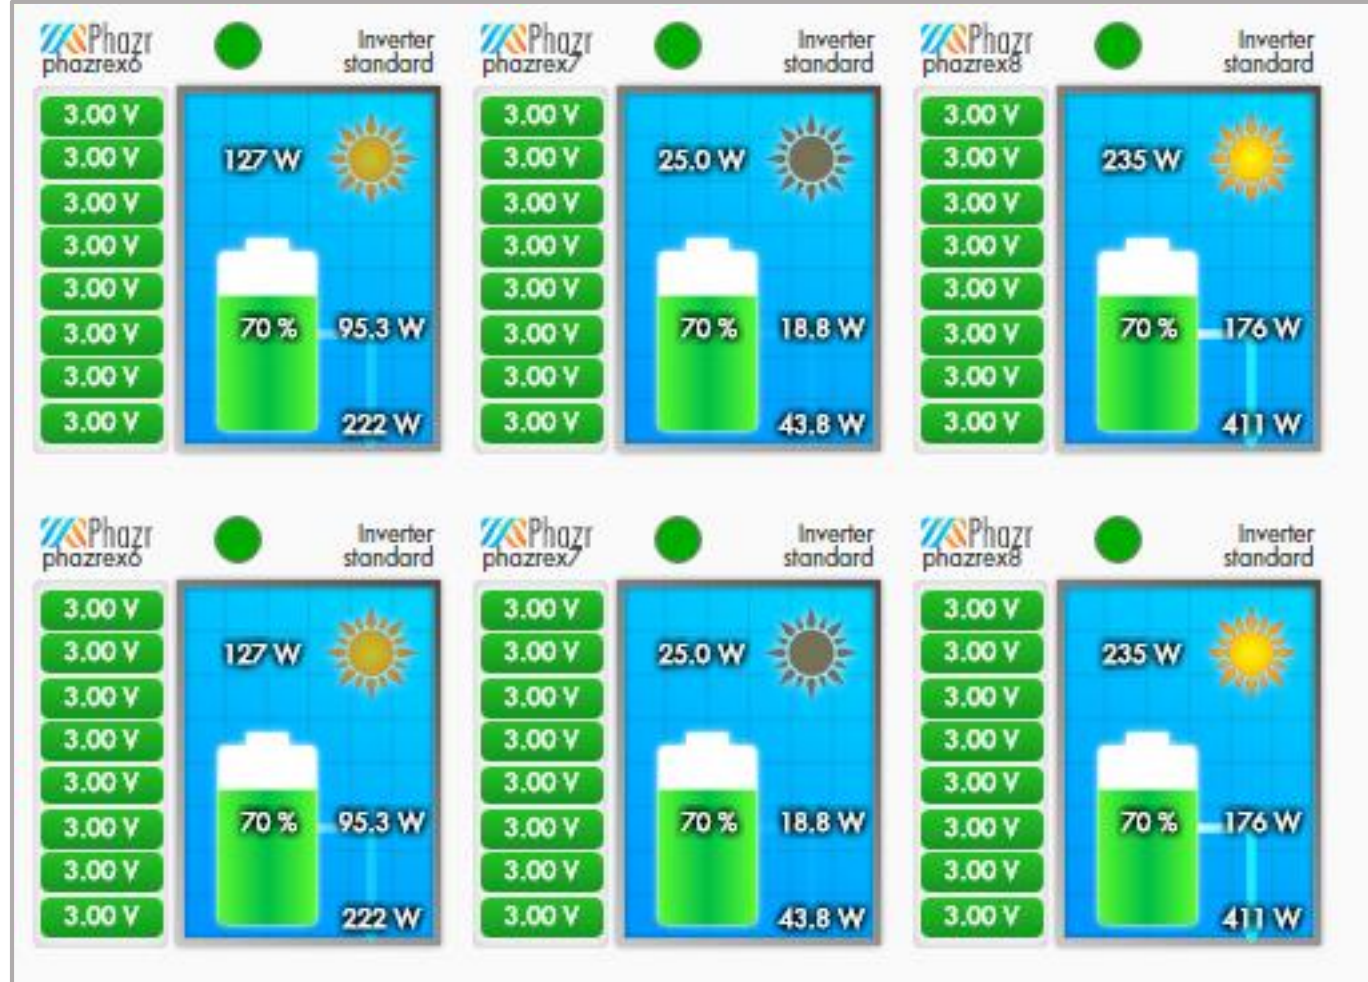 Phazr
phazrex6
Inverter
standard
3.00 V
3.00 V
3.00 V
3.00 V
3.00 V
3.00 V
3.00 V
3.00 V
127 W
70 %
95.3 W
222 W
Phazr
phazrex7
Inverter
standard
3.00 V
3.00 V
3.00 V
3.00 V
3.00 V
3.00 V
3.00 V
3.00 V
25.0 W
70 %
18.8 W
43.8 W
Phazr
phazrex8
Inverter
standard
3.00 V
3.00 V
3.00 V
3.00 V
3.00 V
3.00 V
3.00 V
3.00 V
235 W
70 %
176 W
411 W
Phazr
phazrex6
Inverter
standard
3.00 V
3.00 V
3.00 V
3.00 V
3.00 V
3.00 V
3.00 V
3.00 V
127 W
70 %
95.3 W
222 W
Phazr
phazrex7
Inverter
standard
3.00 V
3.00 V
3.00 V
3.00 V
3.00 V
3.00 V
3.00 V
3.00 V
25.0 W
70 %
18.8 W
43.8 W
Phazr
phazrex8
Inverter
standard
3.00 V
3.00 V
3.00 V
3.00 V
3.00 V
3.00 V
3.00 V
3.00 V
235 W
70 %
176 W
411 W